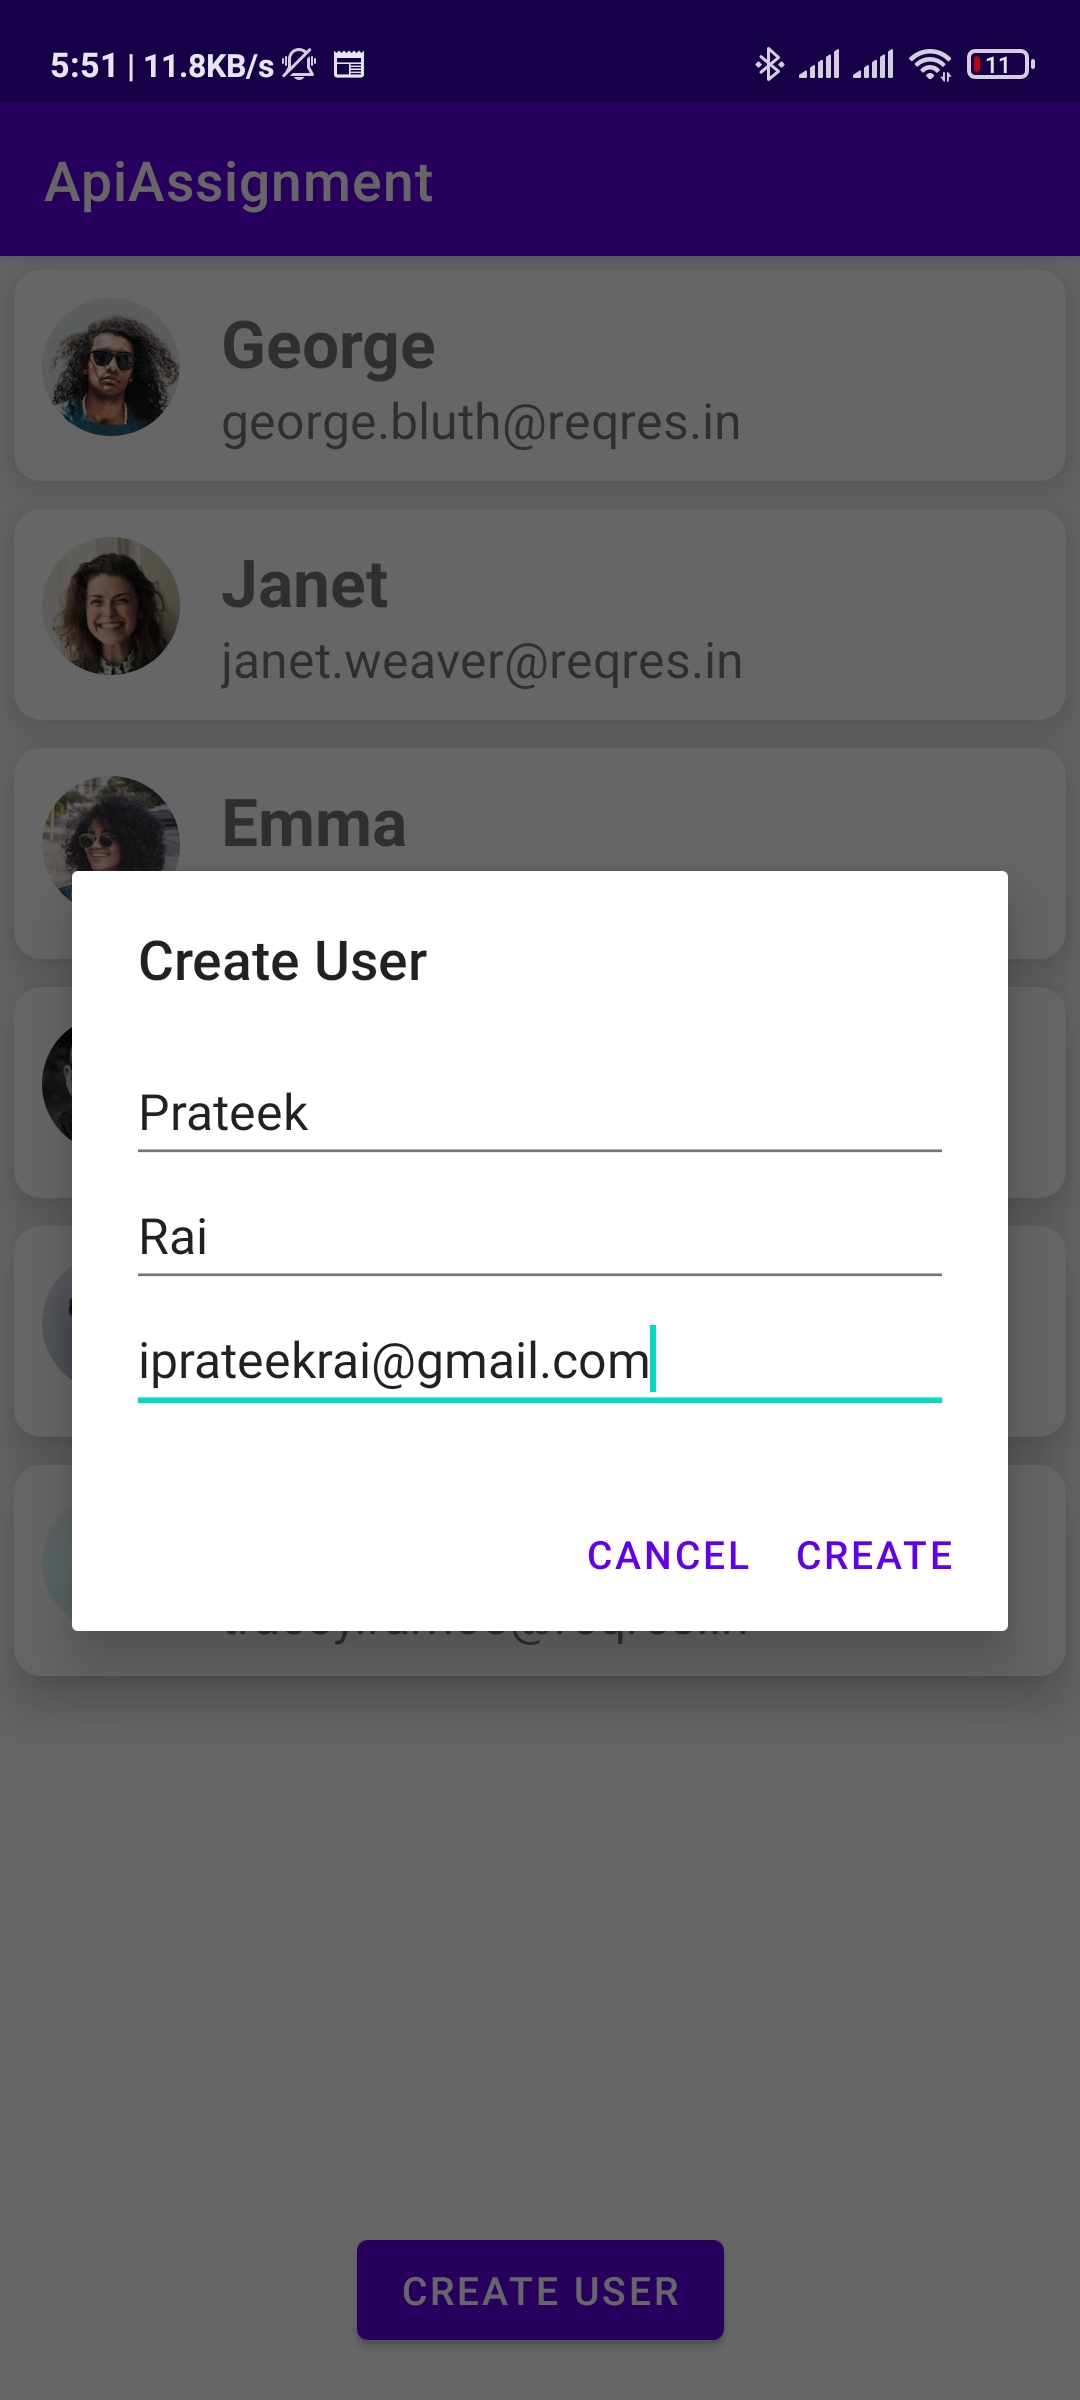 5:51 | 11.8KB/s
11
ApiAssignment
George
george.bluth@reqres.in
Janet
janet.weaver@reqres.in
Emma
Create User
Prateek
Rai
iprateekrai@gmail.com
CANCEL CREATE
CREATE USER